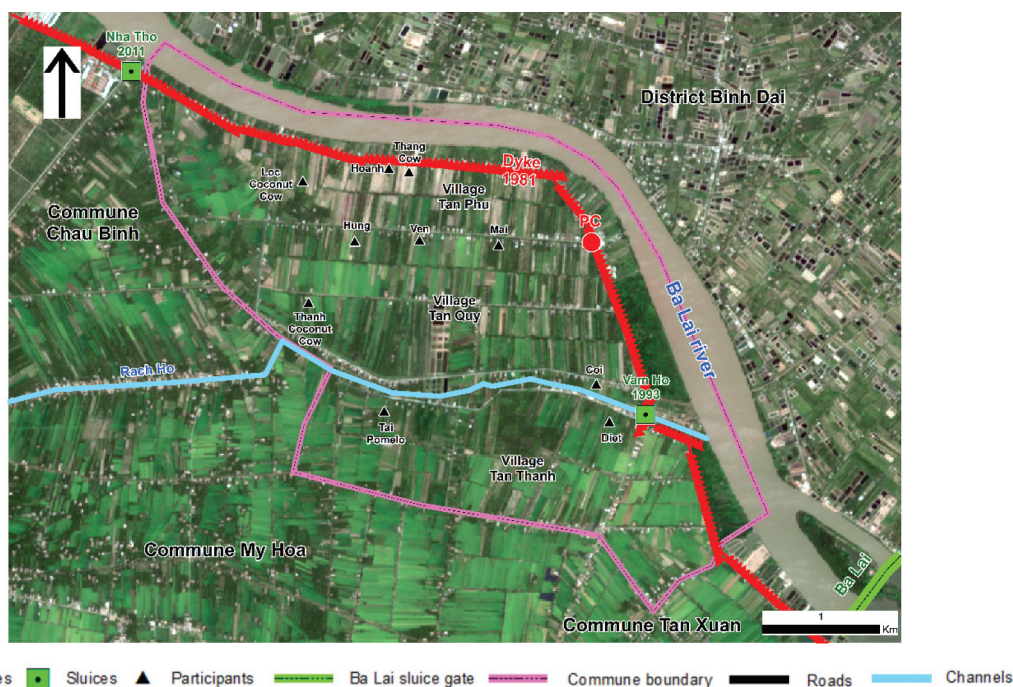 Nha Tho
2011
District Binh Dai
Thang
Cow
Hoanh
Loc
Coconut
Cow
Dyke
1981
Village
Tan Phu
Commune
Chau Binh
Hung
Ven
Mai
PC
Ba Lai river
Thanh
Coconut
Cow
Village
Tan Quy
Rach Ho
Coi
Vam Ho
1993
Tai
Pomelo
Diet
Village
Tan Thanh
Commune My Hoa
Ba Lai
Commune Tan Xuan
1
Km
es Sluices Participants Ba Lai sluice gate Commune boundary Roads Channels